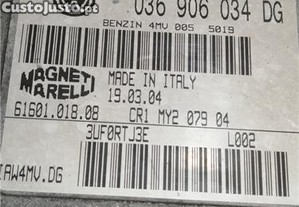 CustoJusto.pt
036 906 034 DG
BENZIN 4MV 005 5019
MAGNETI
MARELLI
MADE IN ITALY
19.03.04
61601.018.08
CR1 MY2 079 04
3UF0RTJ3E
L002
IAW4MV.DG